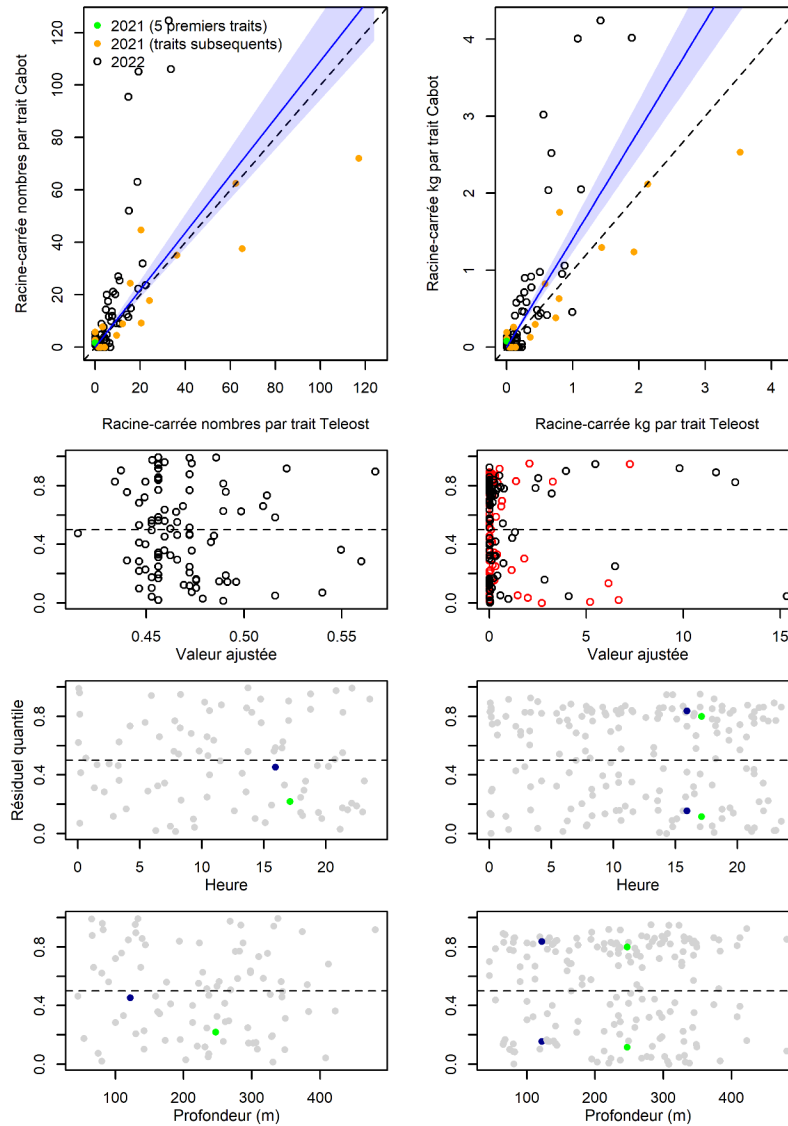 2021 (5 premiers traits)
2021 (traits subsequents)
2022
Racine-carrée nombres par trait Cabot
0 20 40 60 80 100 120
0 20 40 60 80 100 120
Racine-carrée nombres par trait Teleost
Racine-carrée kg par trait Cabot
0 1 2 3 4
0 1 2 3 4
Racine-carrée kg par trait Teleost
0.0 0.4 0.8
0.45 0.50 0.55
Valeur ajustée
0.0 0.4 0.8
0 5 10 15
Valeur ajustée
Résiduel quantile
0.0 0.4 0.8
0 5 10 15 20
Heure
0.0 0.4 0.8
0 5 10 15 20
Heure
0.0 0.4 0.8
100 200 300 400
Profondeur (m)
0.0 0.4 0.8
100 200 300 400
Profondeur (m)